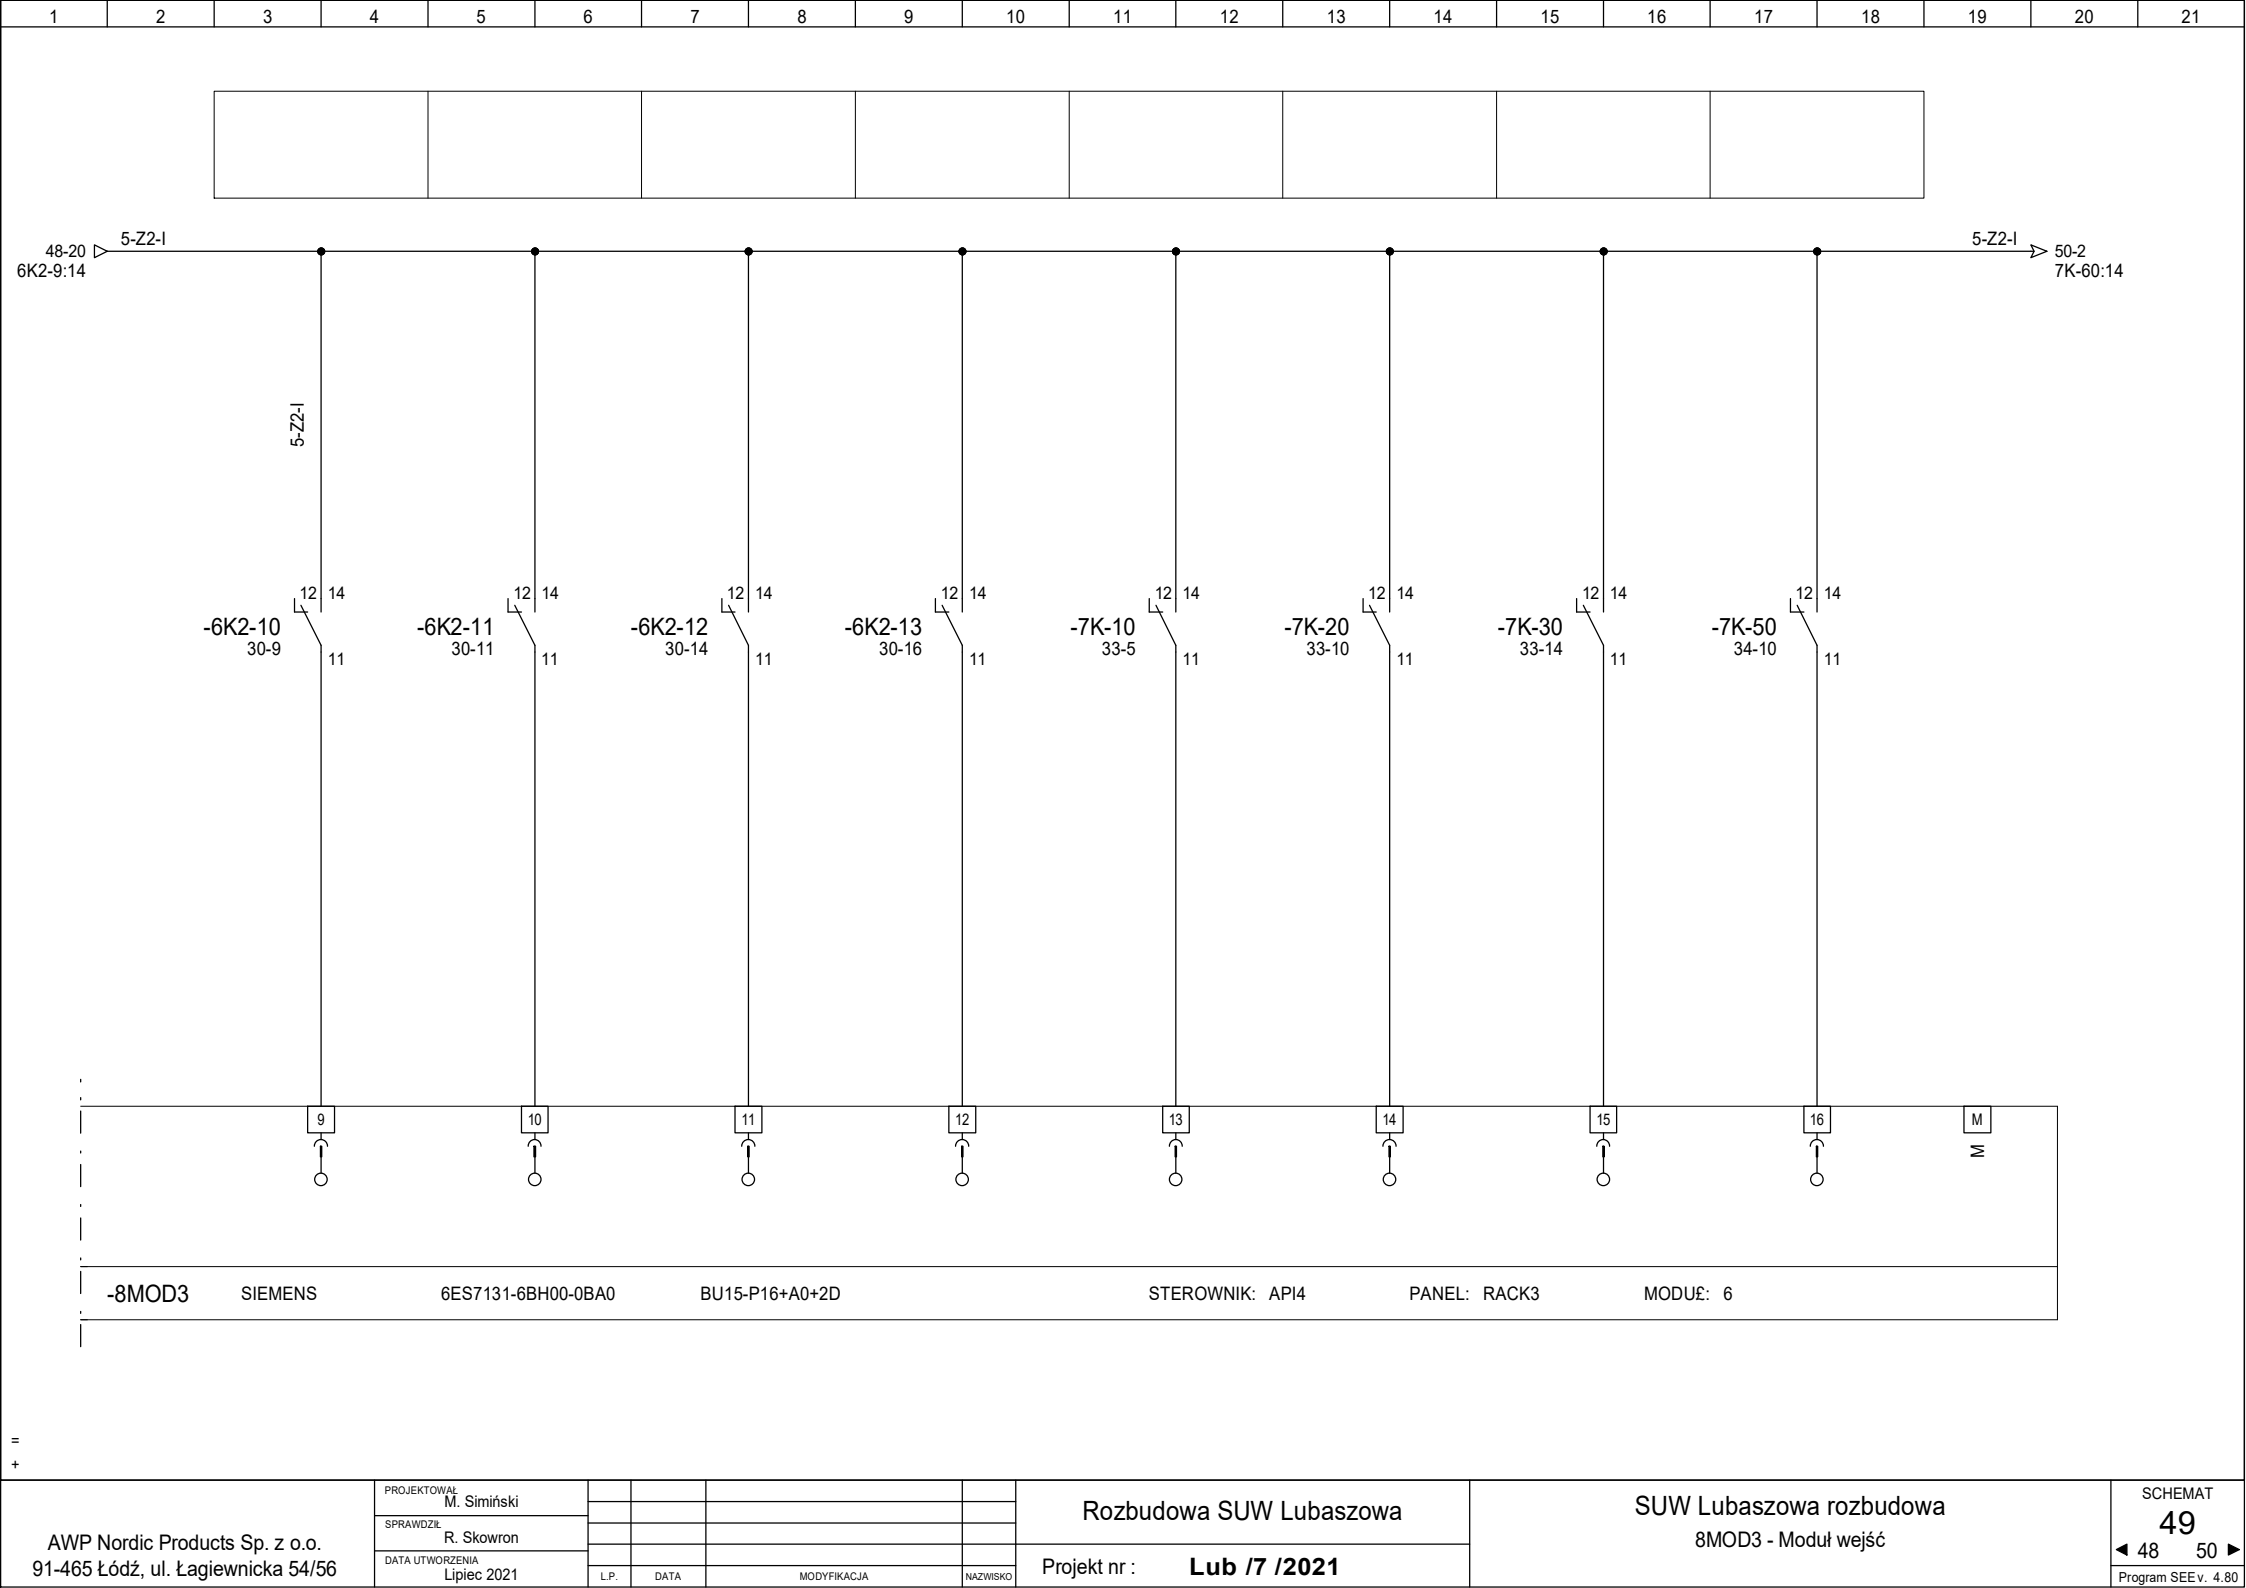 1 2 3 4 5 6 7 8 9 10 11 12 13 14 15 16 17 18 19 20 21
5-Z2-I 5-Z2-I
48-20 50-2
6K2-9:14 7K-60:14
5-Z2-I
12 14 12 14 12 14 12 14 12 14 12 14 12 14 12 14
-6K2-10 -6K2-11 -6K2-12 -6K2-13 -7K-10 -7K-20 -7K-30 -7K-50
30-9 30-11 30-14 30-16 33-5 33-10 33-14 34-10
11 11 11 11 11 11 11 11
9 10 11 12 13 14 15 16 M
M
-8MOD3 SIEMENS 6ES7131-6BH00-0BA0 BU15-P16+A0+2D STEROWNIK: API4 PANEL: RACK3 MODU£: 6
=
+
AWP Nordic Products Sp. z o.o.
91-465 Łódź, ul. Łagiewnicka 54/56
PROJEKTOWAŁ
M. Simiński
SPRAWDZIŁ
R. Skowron
DATA UTWORZENIA
Lipiec 2021
L.P. DATA MODYFIKACJA NAZWISKO
Rozbudowa SUW Lubaszowa
Projekt nr : Lub /7 /2021
SUW Lubaszowa rozbudowa
8MOD3 - Moduł wejść
SCHEMAT
49
◄ 48 50 ►
Program SEE v. 4.80